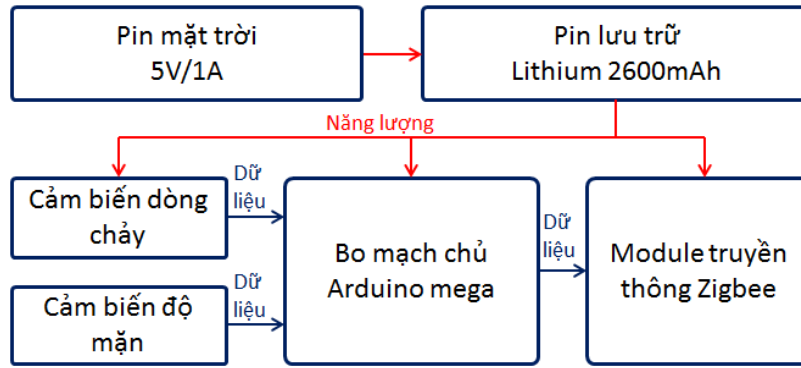 Pin mặt trời
5V/1A
Pin lưu trữ
Lithium 2600mAh
Năng lượng
Cảm biến dòng
chảy
Dữ
liệu
Bo mạch chủ
Arduino mega
Dữ
liệu
Module truyền
thông Zigbee
Cảm biến độ
mặn
Dữ
liệu